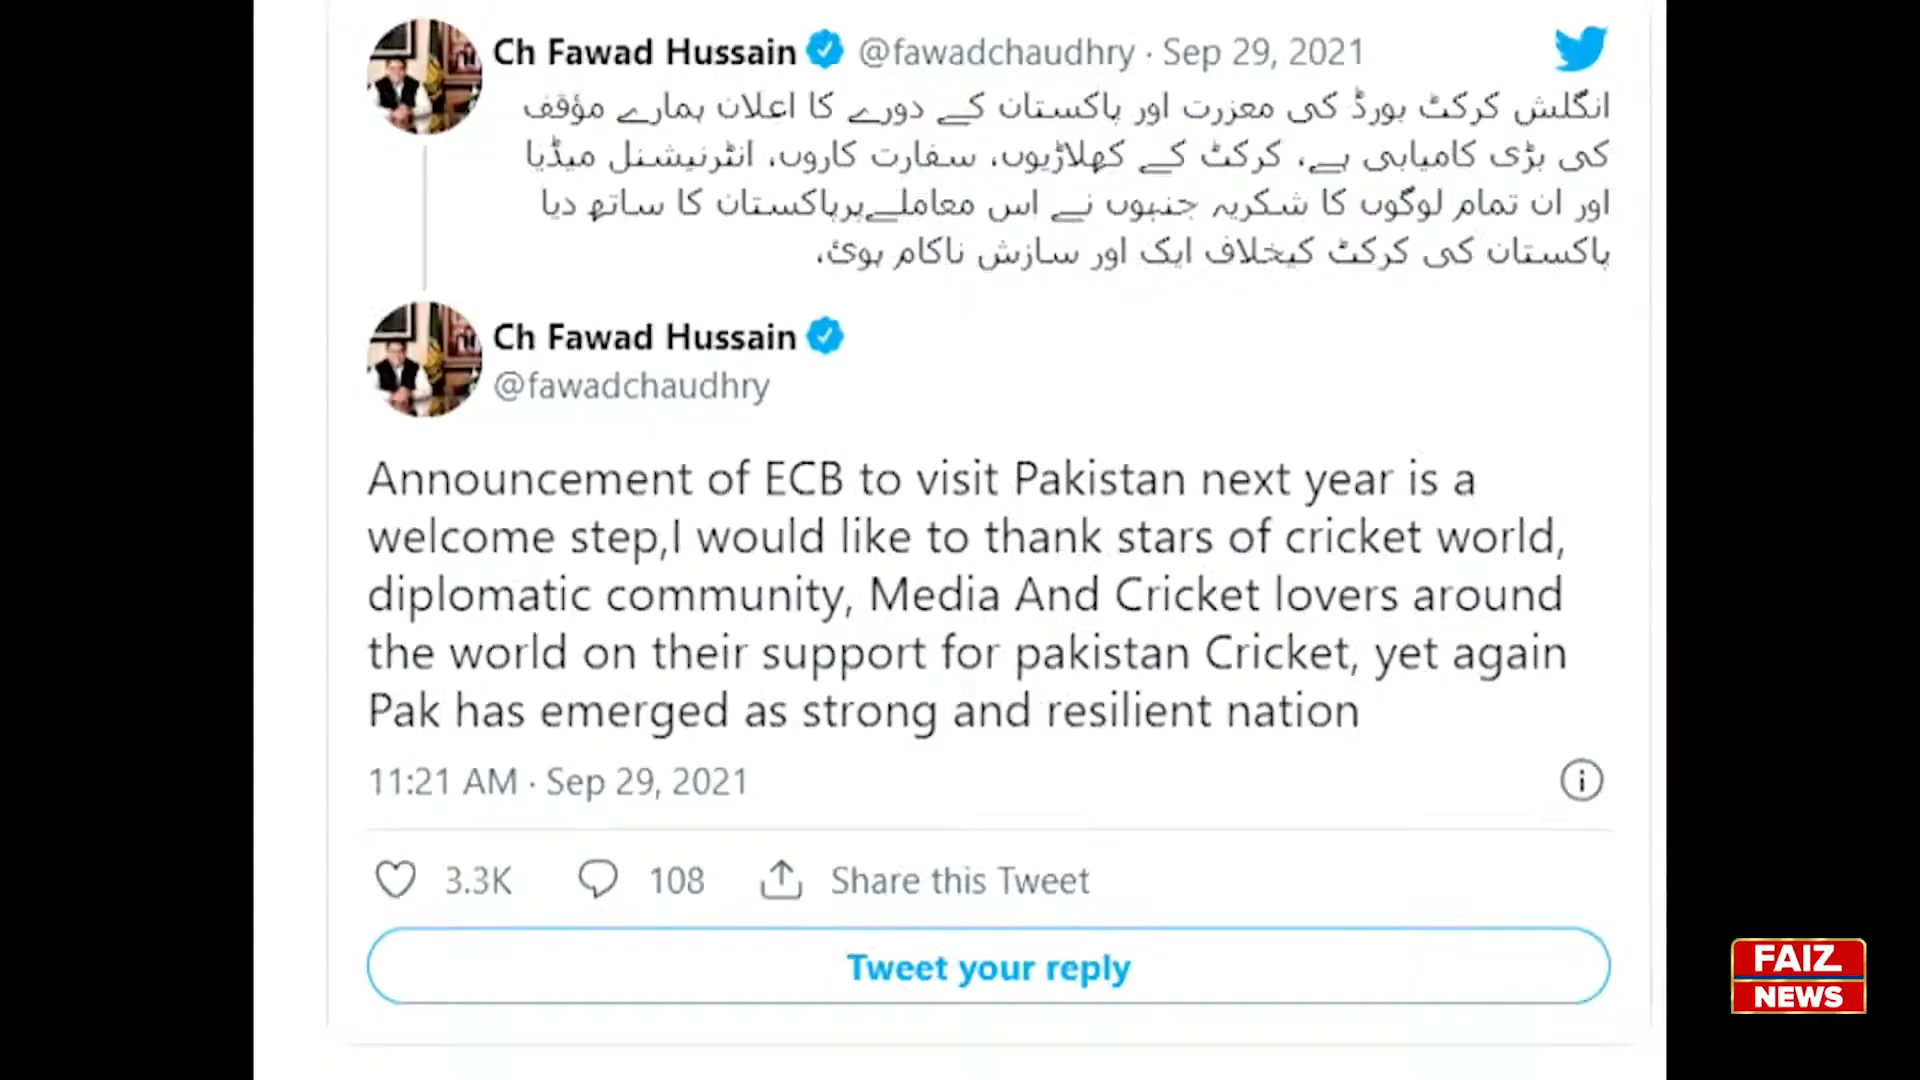 Ch Fawad Hussain @fawadchaudhry · Sep 29, 2021
انگلش کرکٹ بورڈ کی معزرت اور پاکستان کے دورے کا اعلان ہمارے مؤقف
کی بڑی کامیابی ہے، کرکٹ کے کھلاڑیوں، سفارت کاروں، انٹرنیشنل میڈیا
اور ان تمام لوگوں کا شکریہ جنہوں نے اس معاملےپرپاکستان کا ساتھ دیا
پاکستان کی کرکٹ کیخلاف ایک اور سازش ناکام ہوئ،
Ch Fawad Hussain
@fawadchaudhry
Announcement of ECB to visit Pakistan next year is a
welcome step,I would like to thank stars of cricket world,
diplomatic community, Media And Cricket lovers around
the world on their support for pakistan Cricket, yet again
Pak has emerged as strong and resilient nation
11:21 AM · Sep 29, 2021
3.3K 108 Share this Tweet
Tweet your reply
FAIZ
NEWS